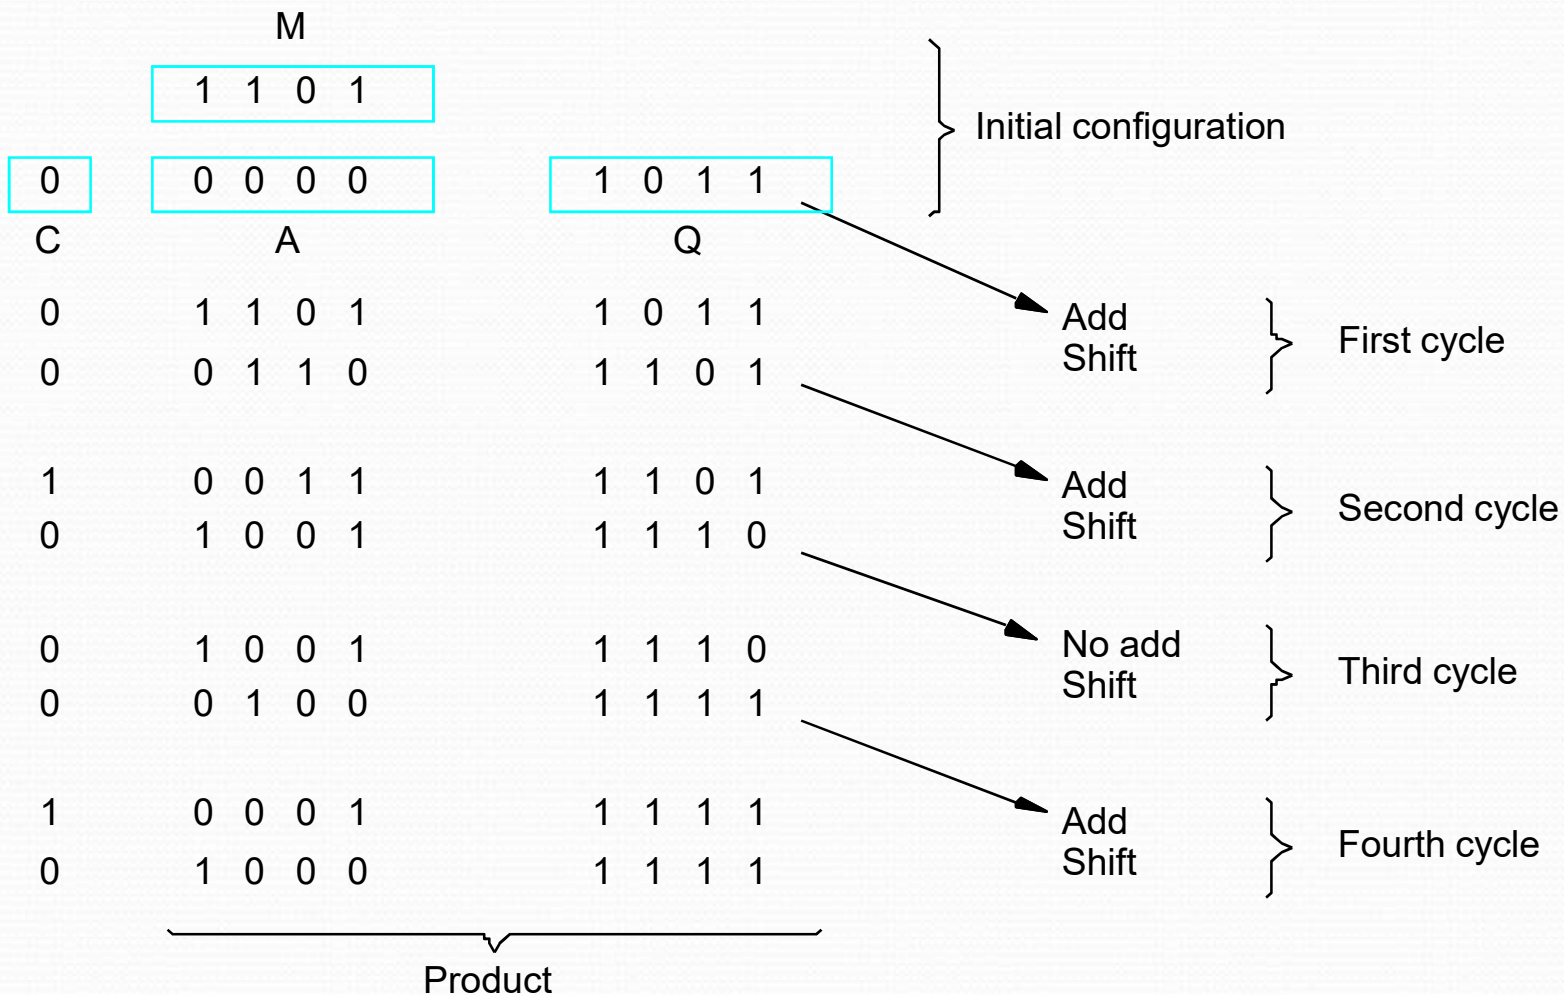 M
1 1 0 1
Initial configuration
0 0 0 0 0 1 0 1 1
C A Q
0 1 1 0 1 1 0 1 1 Add
Shift
First cycle
0 0 1 1 0 1 1 0 1
1 0 0 1 1 1 1 0 1 Add
Shift
Second cycle
0 1 0 0 1 1 1 1 0
0 1 0 0 1 1 1 1 0 No add
Shift
Third cycle
0 0 1 0 0 1 1 1 1
1 0 0 0 1 1 1 1 1 Add
Shift
Fourth cycle
0 1 0 0 0 1 1 1 1
Product